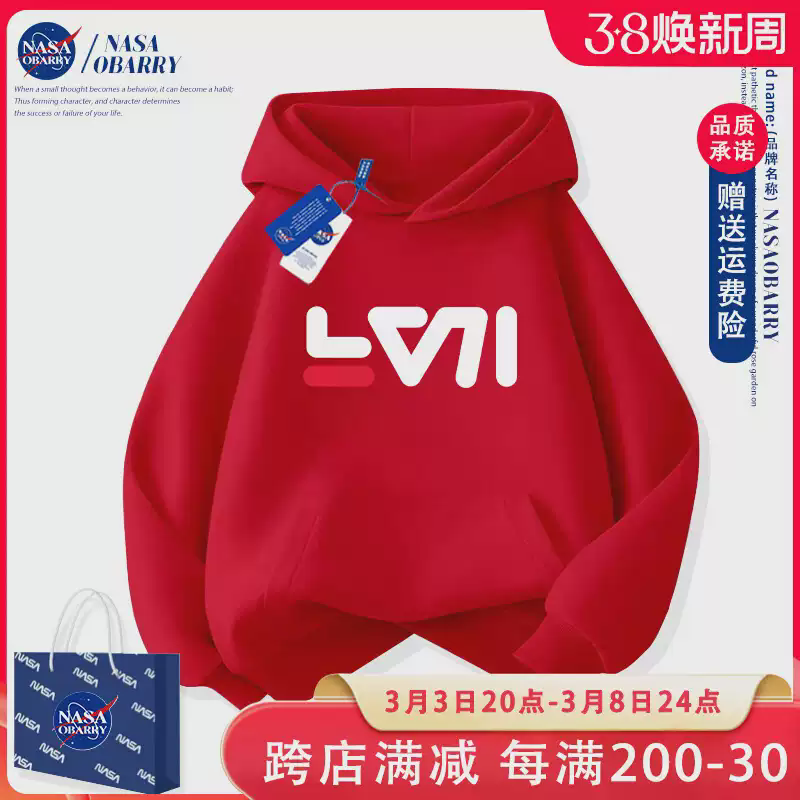 NASA
OBARRY
NASA
OBARRY
When a small thought becomes a behavior, it can become a habit;
Thus forming character, and character determines
the success or failure of your life.
3·8焕新周
品质
承诺
赠送运费险
d name: (品牌名称) NASAOBARRY
NASA
OBARRY
3月3日20点-3月8日24点
跨店满减 每满200-30